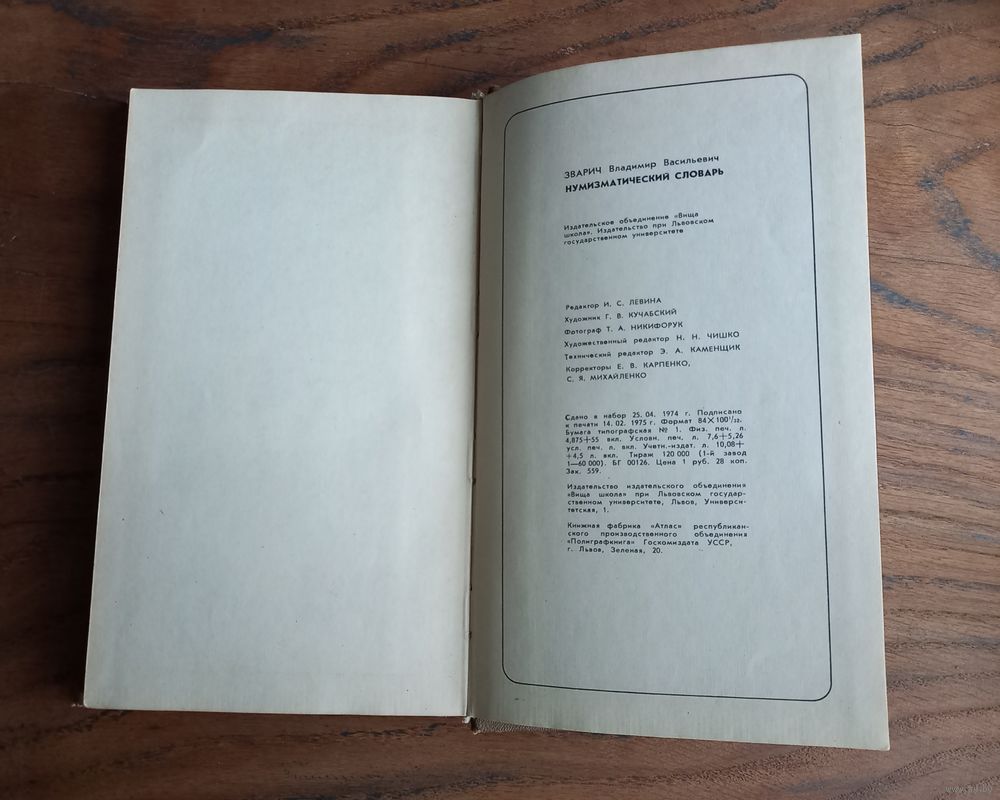 ЗВАРИЧ Владимир Васильевич
НУМИЗМАТИЧЕСКИЙ СЛОВАРЬ
Издательское объединение «Вища
школа». Издательство при Львовском
государственном университете
Редактор И. С. ЛЕВИНА
Художник Г. В. КУЧАБСКИЙ
Фотограф Т. А. НИКИФОРУК
Художественный редактор Н. Н. ЧИШКО
Технический редактор Э. А. КАМЕНЩИК
Корректоры Е. В. КАРПЕНКО,
С. Я. МИХАЙЛЕНКО
Сдано в набор 25. 04. 1974 г. Подписано
к печати 14. 02. 1975 г. Формат 84×100¹/₃₂.
Бумага типографская № 1. Физ. печ. л.
4,875+55 вкл. Условн. печ. л. 7,6+5,26
усл. печ. л. вкл. Учетн.-издат. л. 10,08+
+4,5 л. вкл. Тираж 120 000 (1-й завод
1—60 000). БГ 00126. Цена 1 руб. 28 коп.
Зак. 559.
Издательство издательского объединения
«Вища школа» при Львовском государ-
ственном университете, Львов, Универси-
тетская, 1.
Книжная фабрика «Атлас» республикан-
ского производственного объединения
«Полиграфкнига» Госкомиздата УССР,
г. Львов, Зеленая, 20.